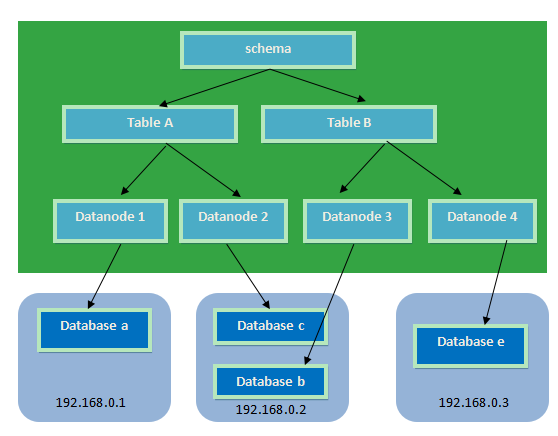 schema
Table A
Table B
Datanode 1
Datanode 2
Datanode 3
Datanode 4
Database a
Database c
Database b
Database e
192.168.0.1
192.168.0.2
192.168.0.3